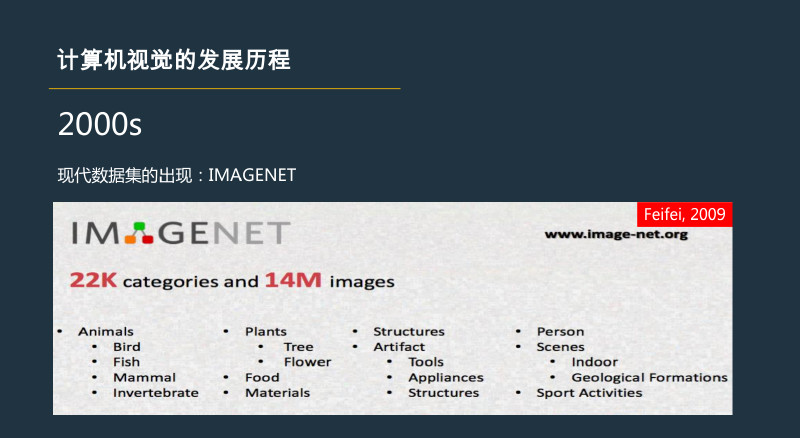 计算机视觉的发展历程
2000s
现代数据集的出现：IMAGENET
Feifei, 2009
IMAGENET
www.image-net.org
22K categories and 14M images
• Animals
• Bird
• Fish
• Mammal
• Invertebrate
• Plants
• Tree
• Flower
• Food
• Materials
• Structures
• Artifact
• Tools
• Appliances
• Structures
• Person
• Scenes
• Indoor
• Geological Formations
• Sport Activities